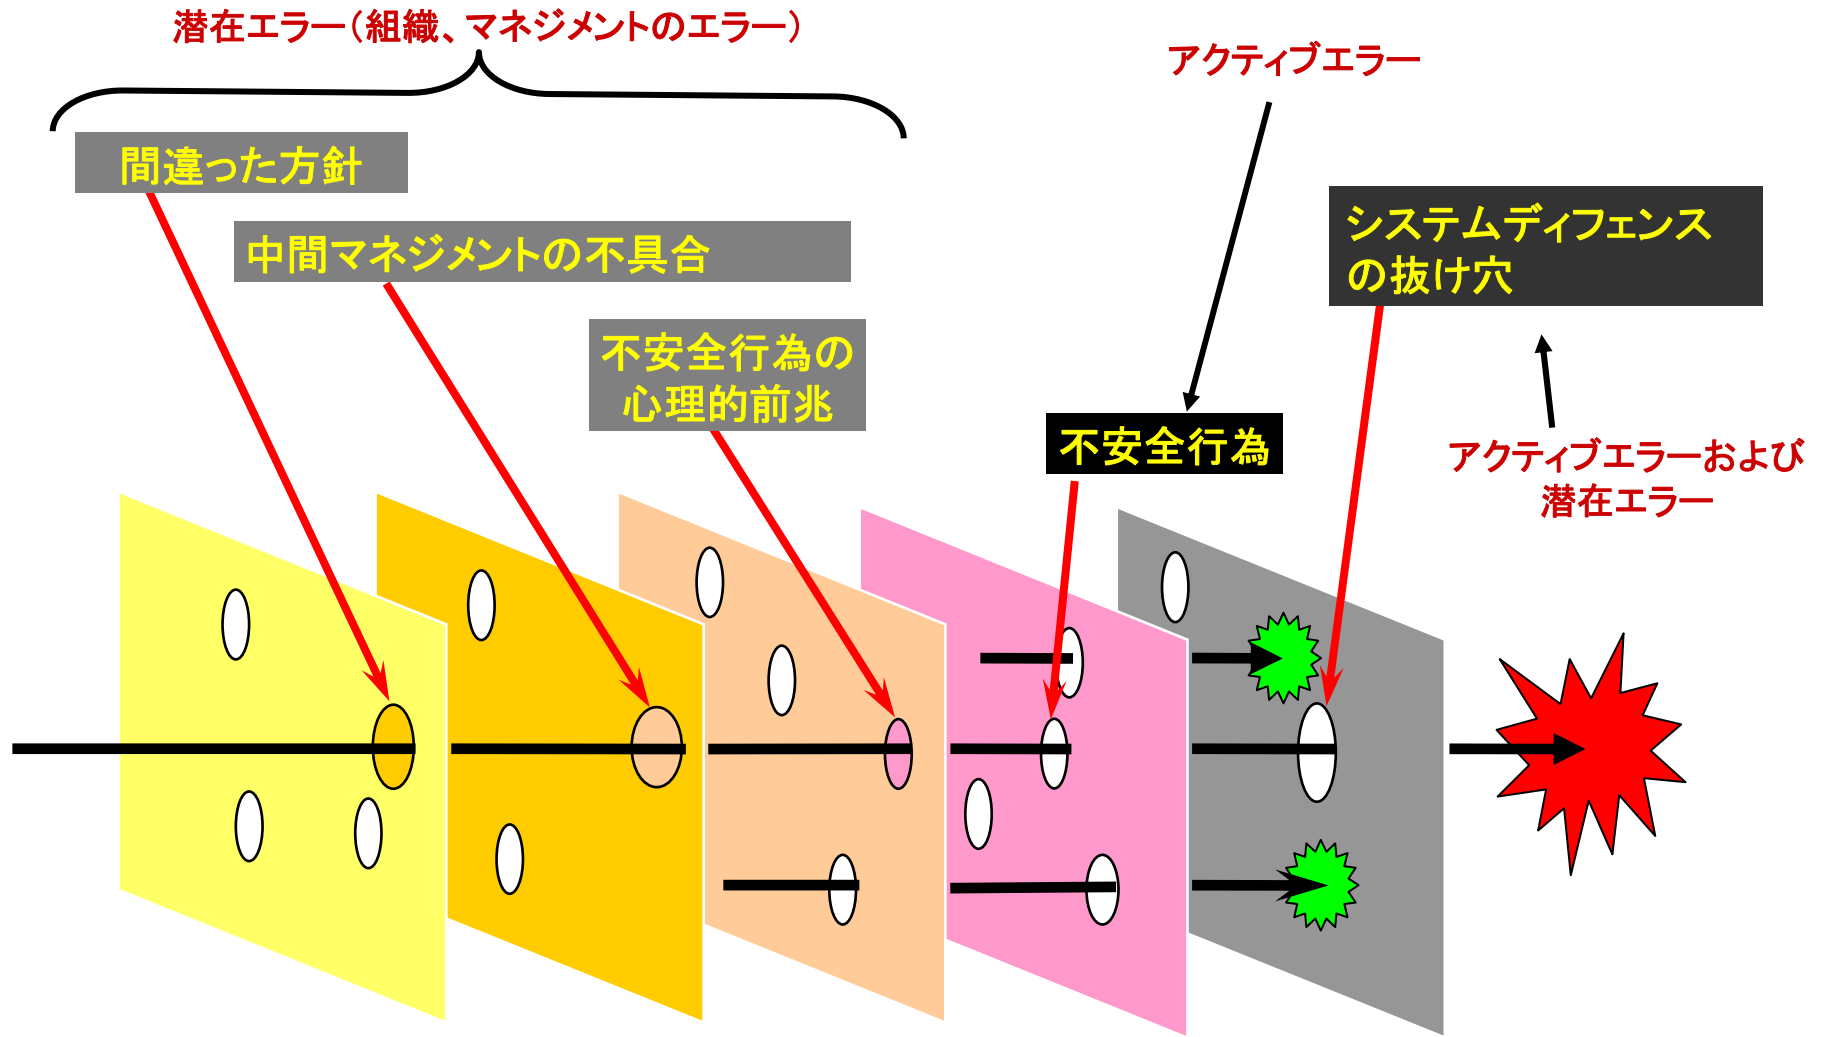 潜在エラー（組織、マネジメントのエラー）
アクティブエラー
間違った方針
中間マネジメントの不具合
システムディフェンス
の抜け穴
不安全行為の
心理的前兆
不安全行為
アクティブエラーおよび
潜在エラー